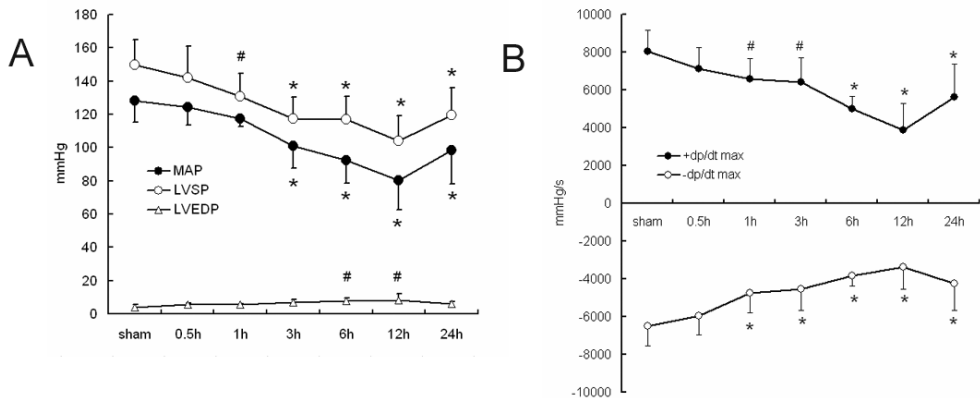 A
180
160
140
120
100
80
60
40
20
0
mmHg
#
* * * *
MAP
LVSP
LVEDP
* * * *
# #
sham 0.5h 1h 3h 6h 12h 24h
B
10000
8000
6000
4000
2000
0
-2000
-4000
-6000
-8000
-10000
mmHg/s
# # * * *
+dp/dt max
-dp/dt max
sham 0.5h 1h 3h 6h 12h 24h
* * * * *